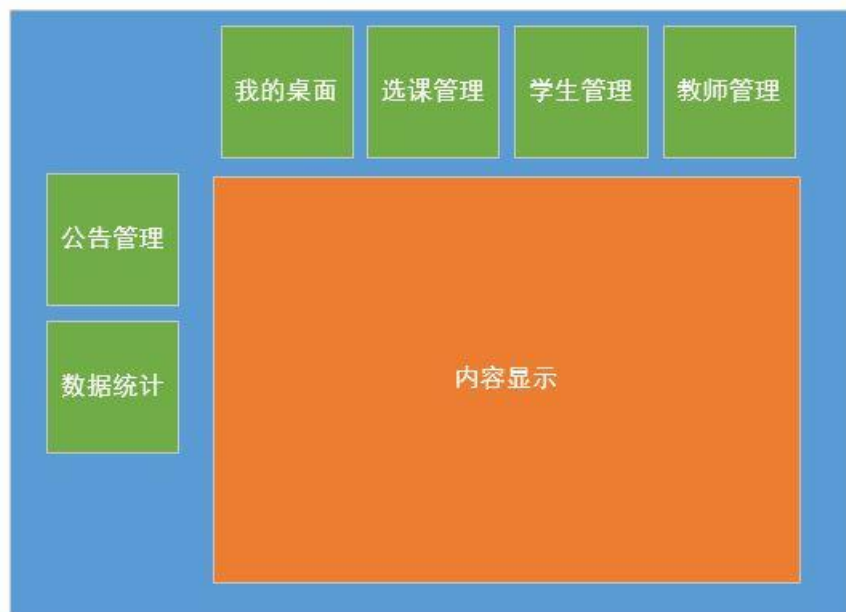 我的桌面
选课管理
学生管理
教师管理
公告管理
数据统计
内容显示